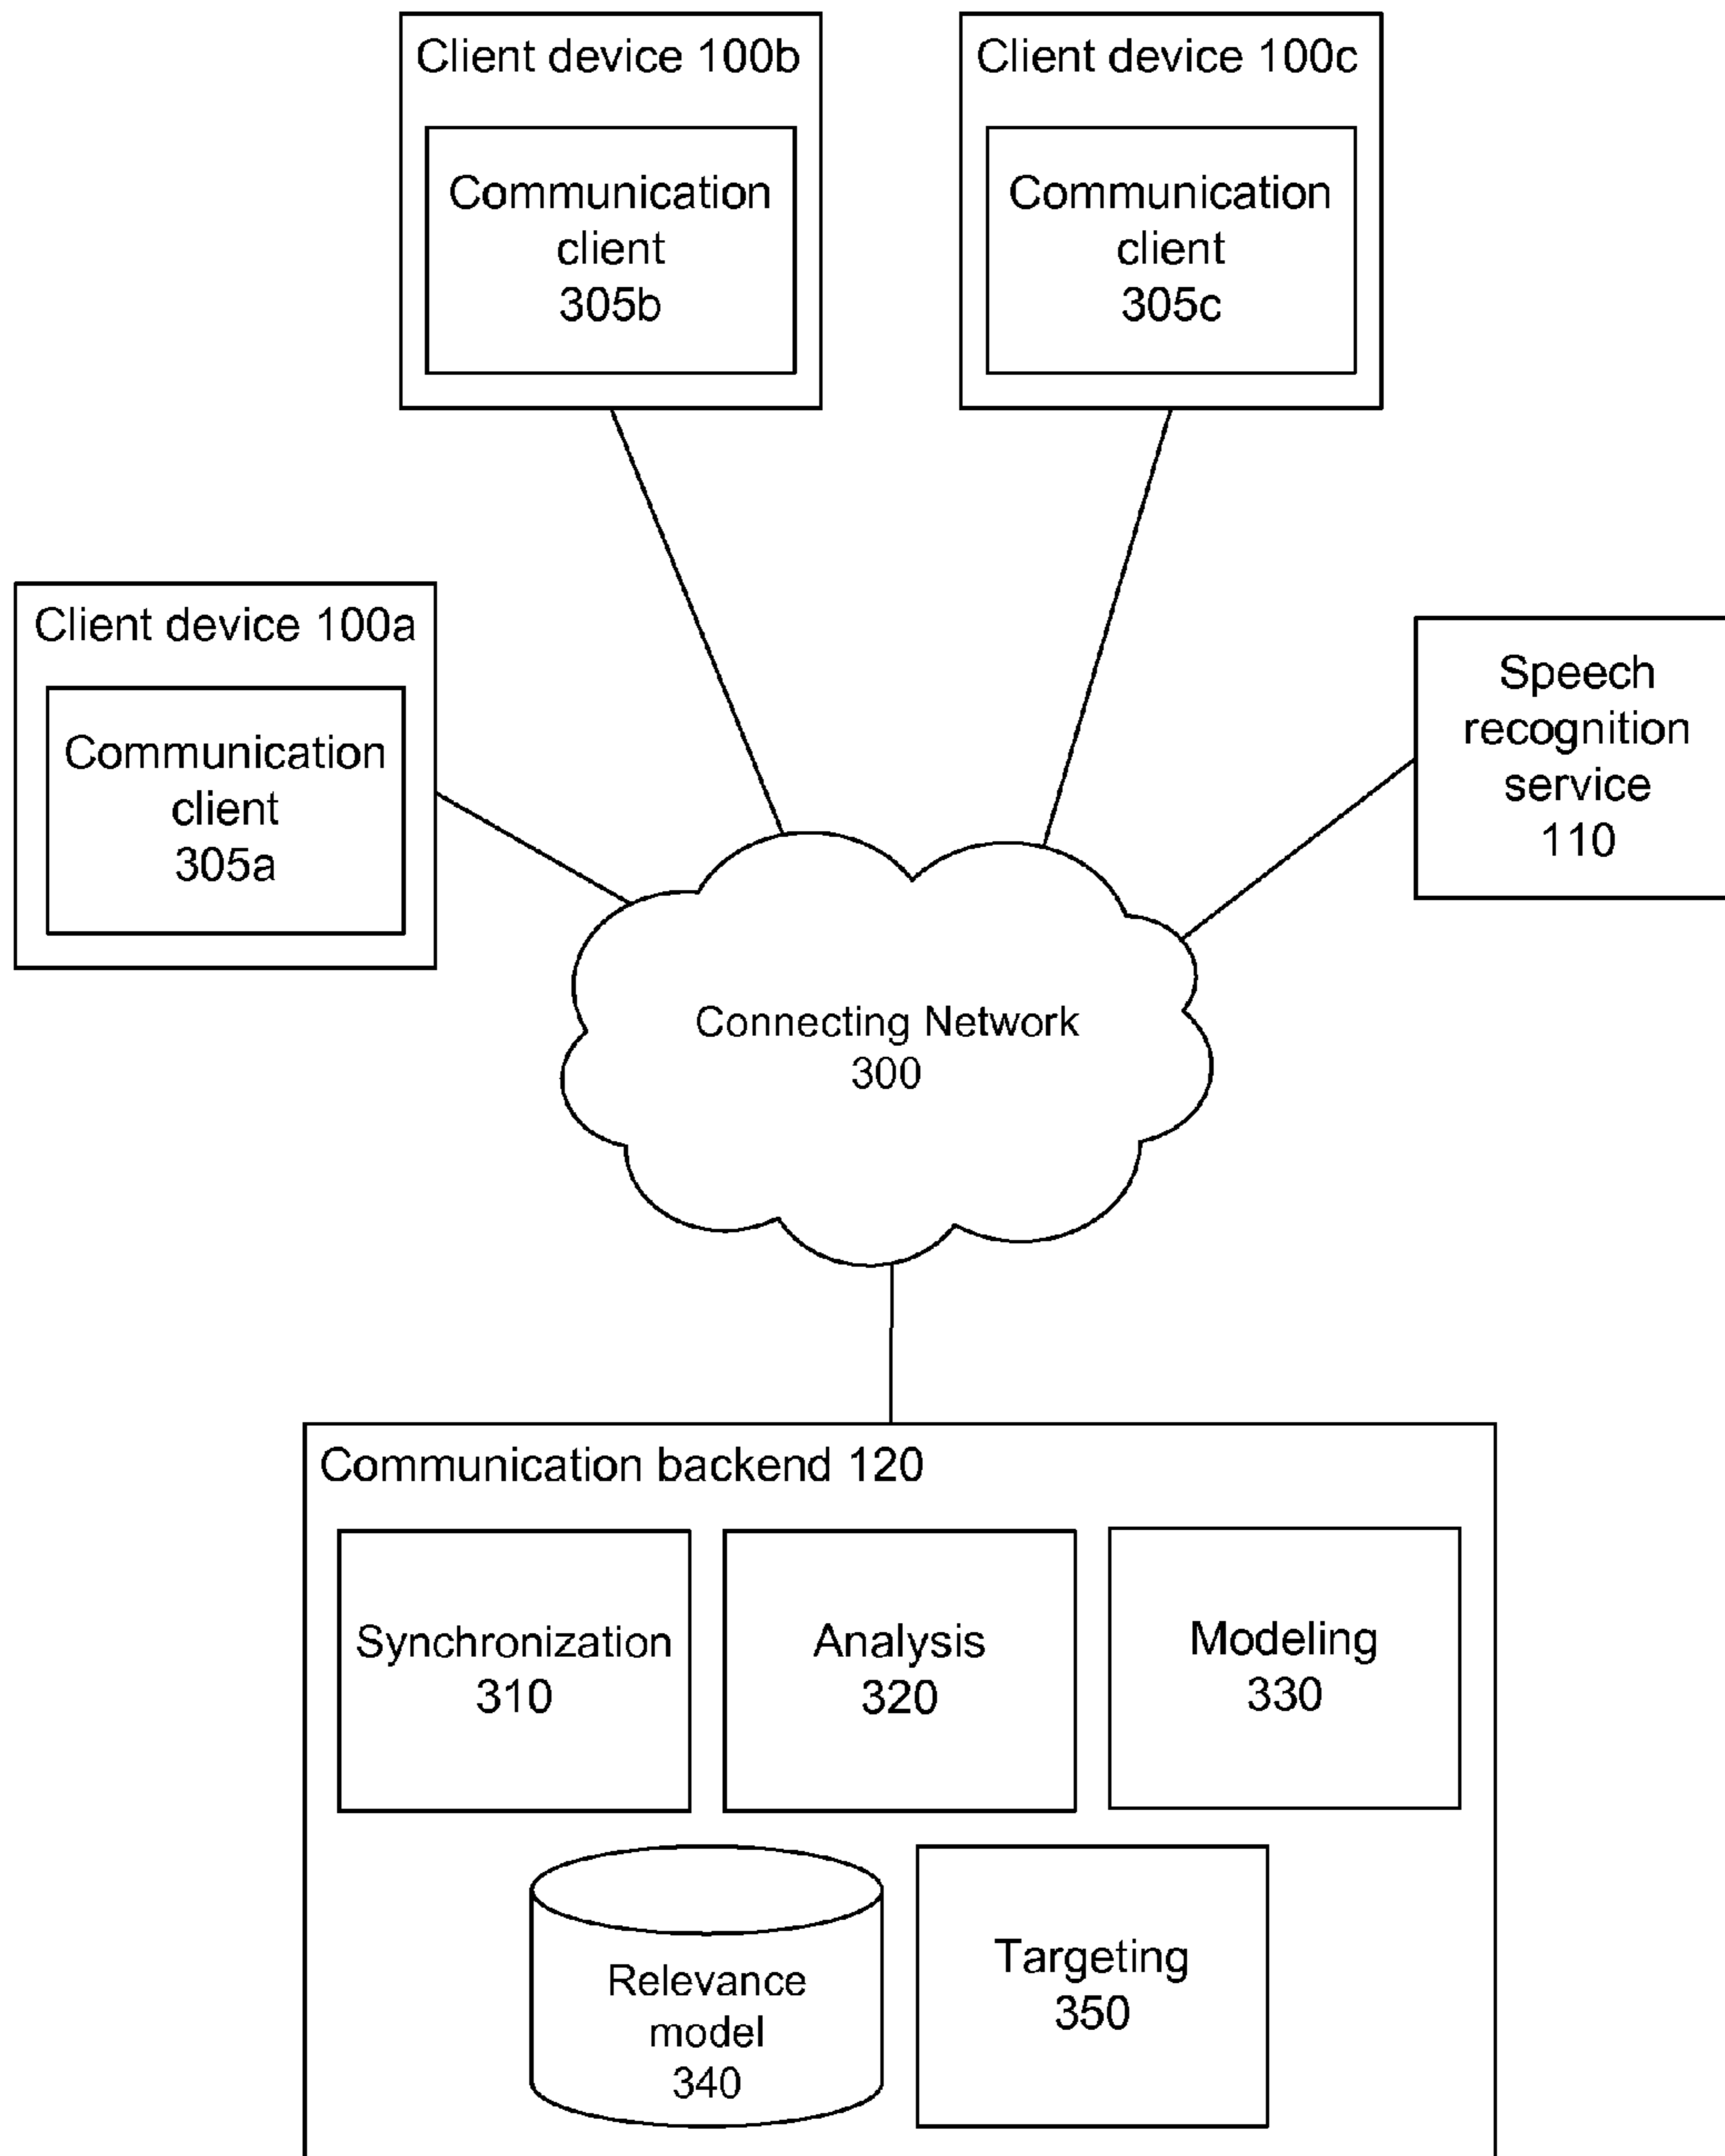 Client device 100b
Communication
client
305b
Client device 100c
Communication
client
305c
Client device 100a
Communication
client
305a
Speech
recognition
service
110
Connecting Network
300
Communication backend 120
Synchronization
310
Analysis
320
Modeling
330
Relevance
model
340
Targeting
350